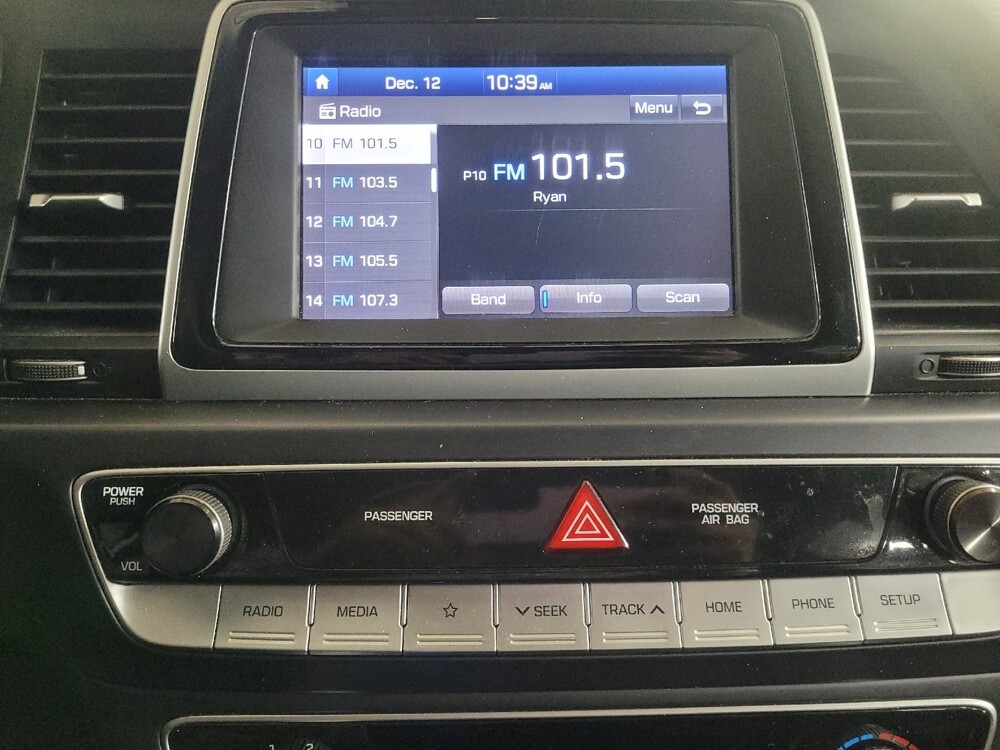 Dec. 12 10:39 AM
Radio Menu
10 FM 101.5
11 FM 103.5
12 FM 104.7
13 FM 105.5
14 FM 107.3
P10 FM 101.5
Ryan
Band Info Scan
POWER
PUSH
VOL
PASSENGER
PASSENGER
AIR BAG
RADIO MEDIA SEEK TRACK HOME PHONE SETUP
1 2